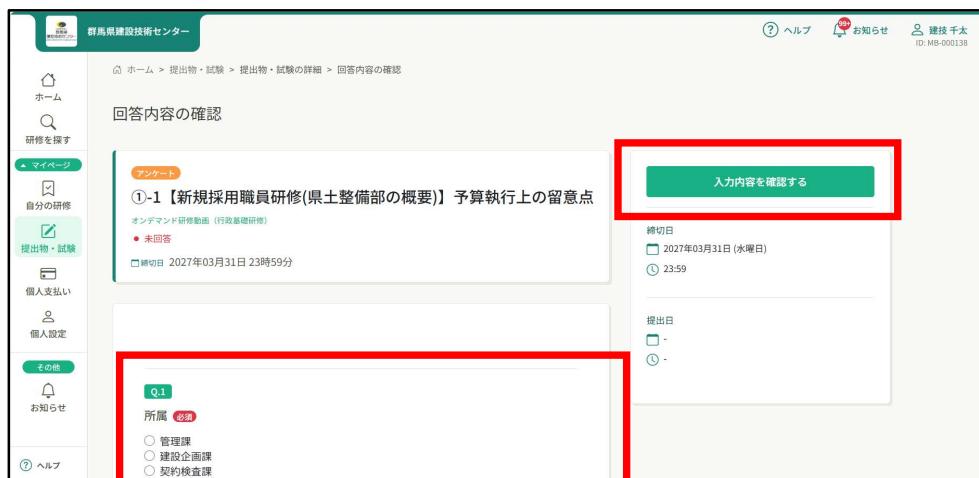 群馬県建設技術センター
ヘルプ
99+
お知らせ
建技 千太
ID: MB-000138
ホーム
研修を探す
マイページ
自分の研修
提出物・試験
個人支払い
個人設定
その他
お知らせ
ヘルプ
ホーム > 提出物・試験 > 提出物・試験の詳細 > 回答内容の確認
回答内容の確認
アンケート
①-1【新規採用職員研修(県土整備部の概要)】予算執行上の留意点
オンデマンド研修動画（行政基礎研修）
未回答
締切日 2027年03月31日 23時59分
Q.1
所属 必須
管理課
建設企画課
契約検査課
入力内容を確認する
締切日
2027年03月31日 (水曜日)
23:59
提出日
-
-